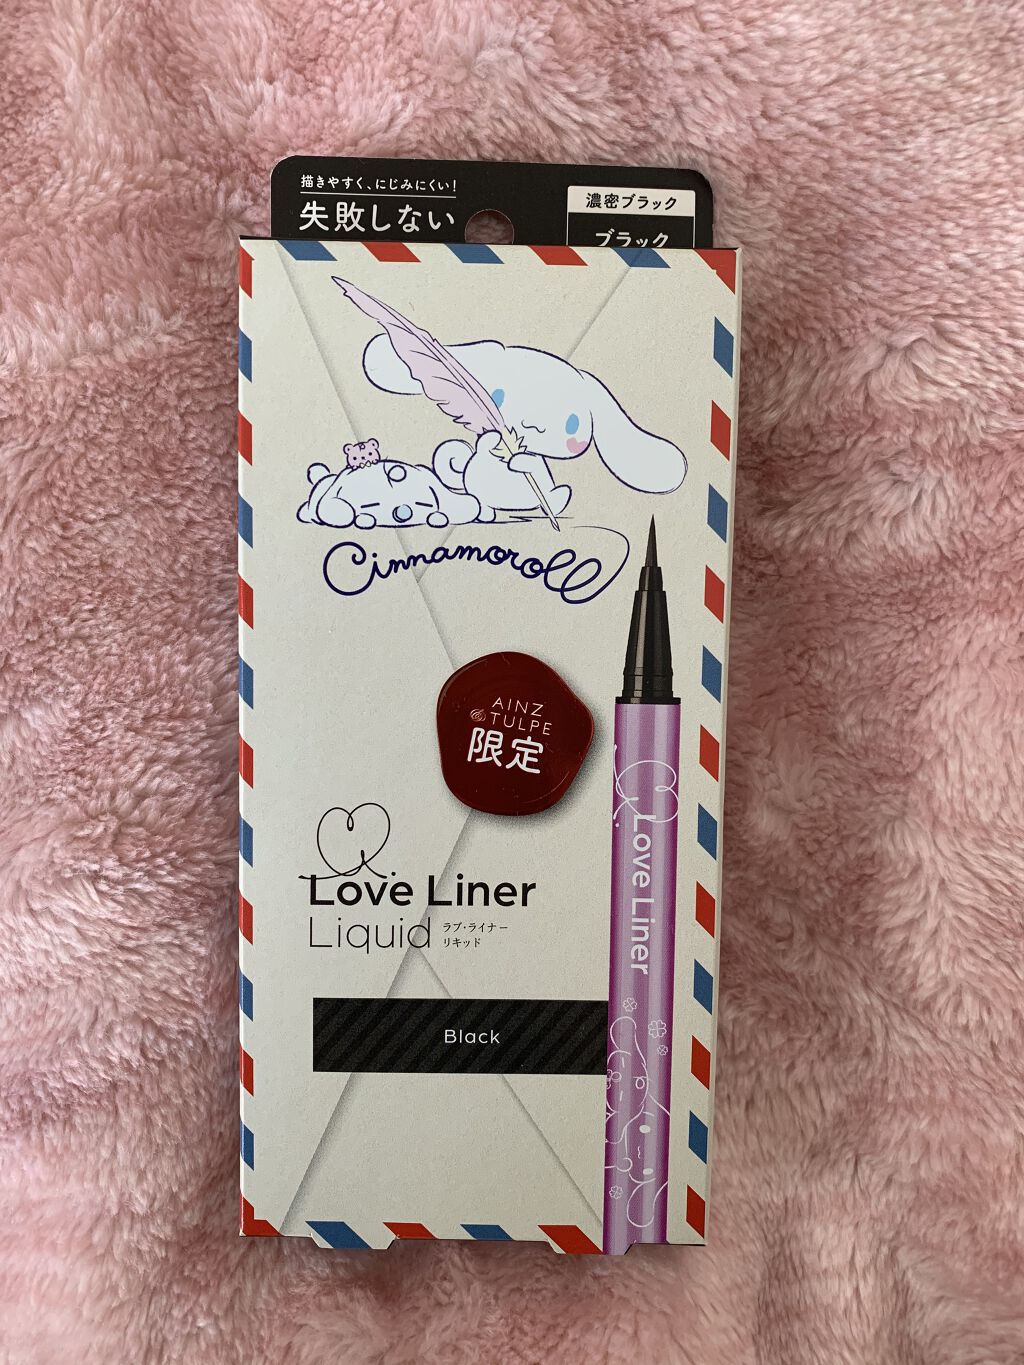 描きやすく、にじみにくい!
失敗しない
濃密ブラック
ブラック
Cinnamoroll
AINZ
TULPE
限定
Love Liner
Liquid
ラブ・ライナー
リキッド
Black
Love Liner